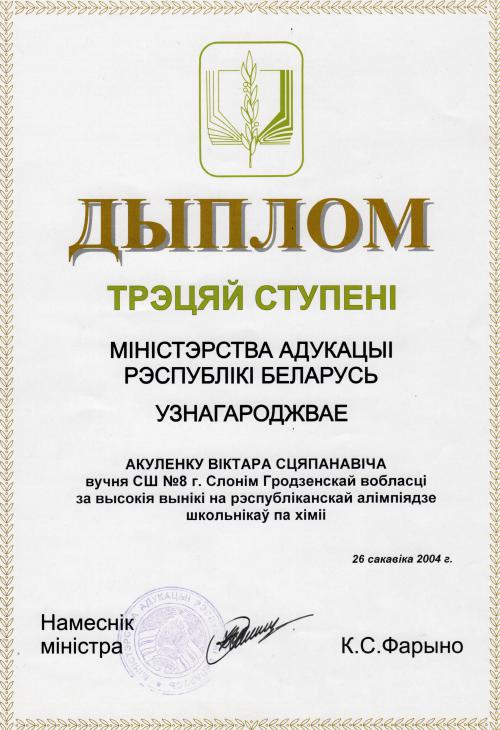 ДЫПЛОМ
ТРЭЦЯЙ СТУПЕНІ
МІНІСТЭРСТВА АДУКАЦЫІ
РЭСПУБЛІКІ БЕЛАРУСЬ
УЗНАГАРОДЖВАЕ
АКУЛЕНКУ ВІКТАРА СЦЯПАНАВІЧА
вучня СШ №8 г. Слонім Гродзенскай вобласці
за высокія вынікі на рэспубліканскай алімпіядзе
школьнікаў па хіміі
26 сакавіка 2004 г.
Намеснік
міністра
К.С.Фарыно